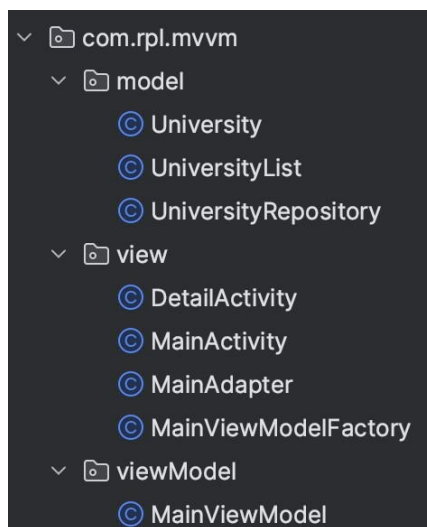 com.rpl.mvvm
model
University
UniversityList
UniversityRepository
view
DetailActivity
MainActivity
MainAdapter
MainViewModelFactory
viewModel
MainViewModel